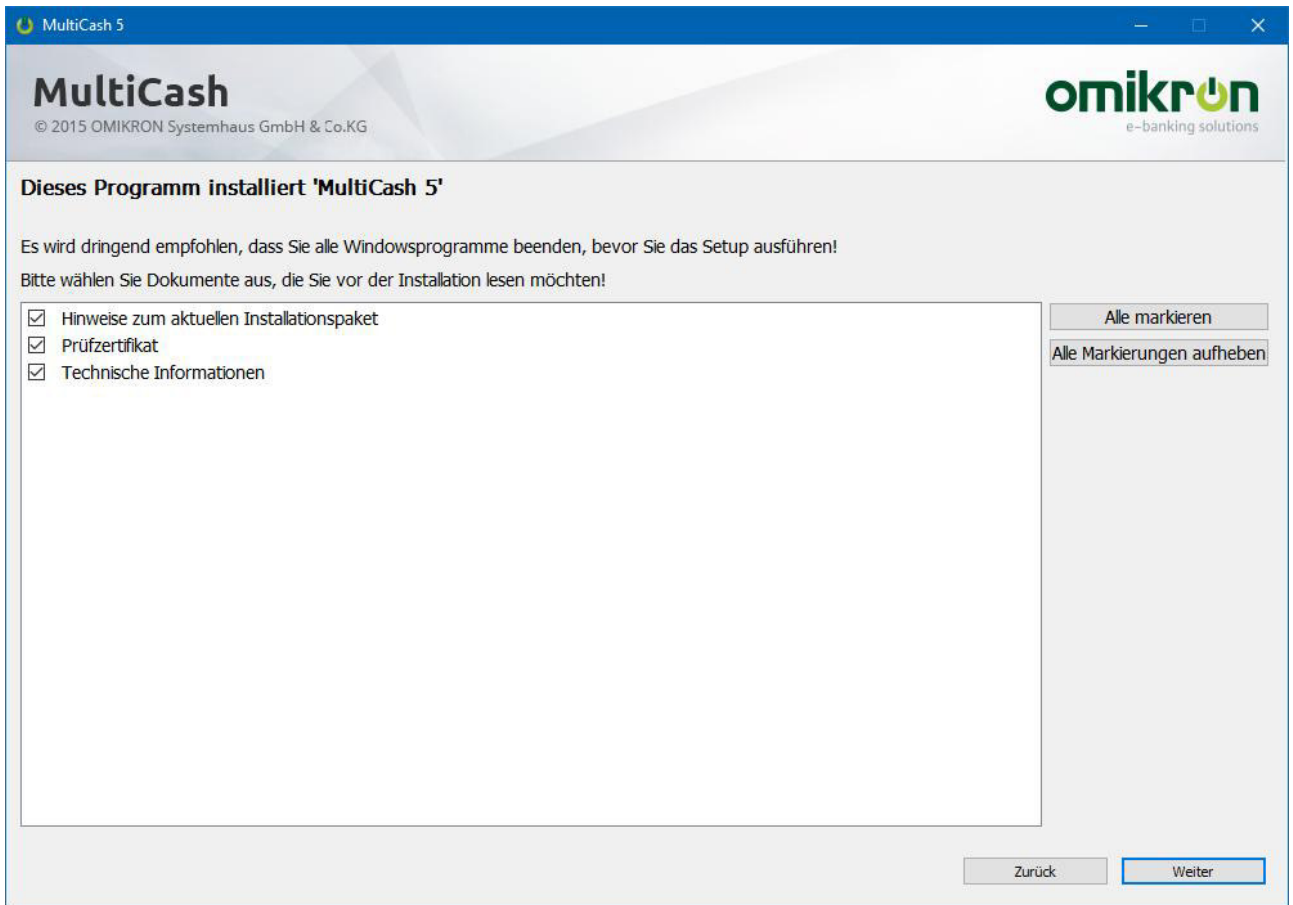 MultiCash 5
MultiCash
© 2015 OMIKRON Systemhaus GmbH & Co.KG
omikron
e-banking solutions
Dieses Programm installiert 'MultiCash 5'
Es wird dringend empfohlen, dass Sie alle Windowsprogramme beenden, bevor Sie das Setup ausführen!
Bitte wählen Sie Dokumente aus, die Sie vor der Installation lesen möchten!
Hinweise zum aktuellen Installationspaket
Prüfzertifikat
Technische Informationen
Alle markieren
Alle Markierungen aufheben
Zurück
Weiter